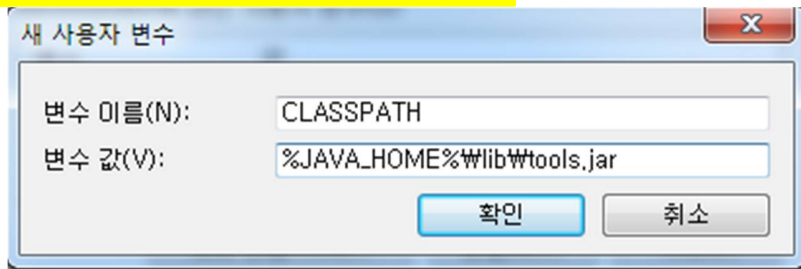 새 사용자 변수
변수 이름(N): CLASSPATH
변수 값(V): %JAVA_HOME%₩lib₩tools.jar
확인 취소